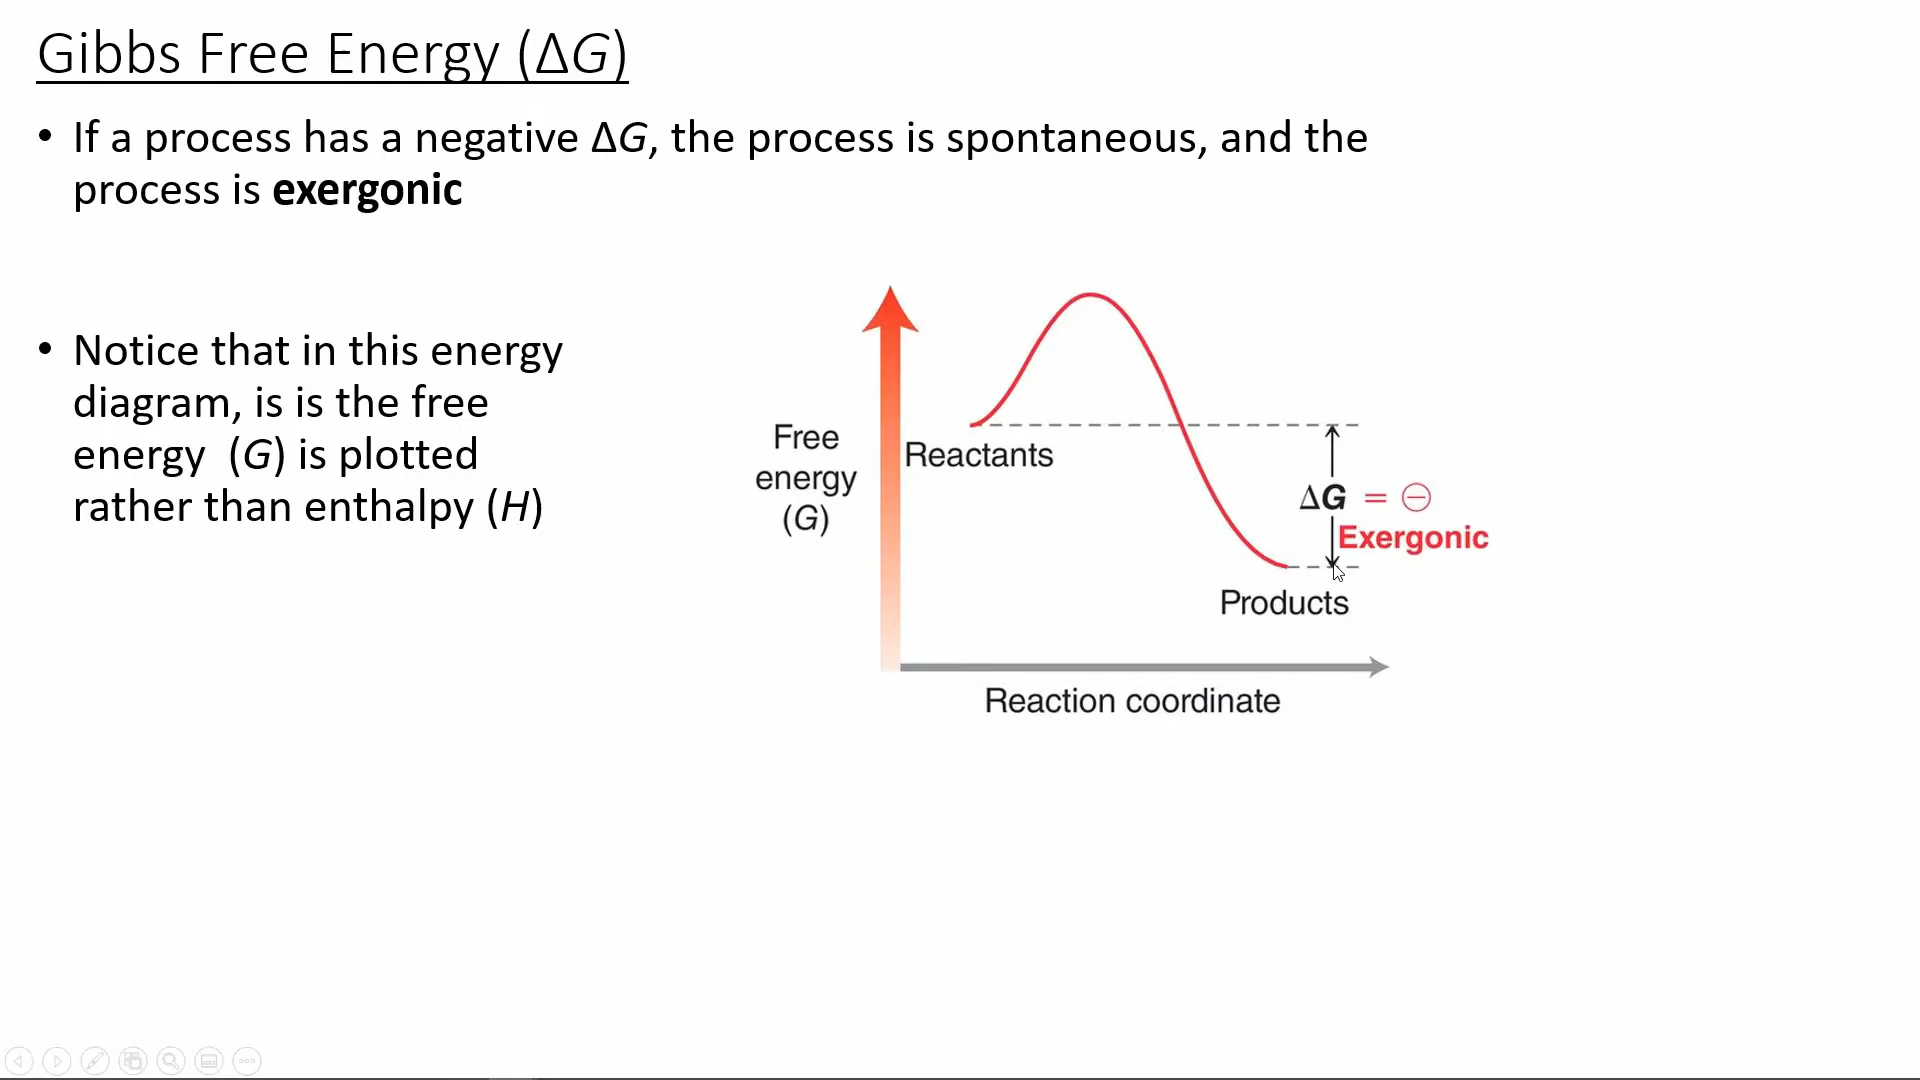 Gibbs Free Energy (ΔG)
• If a process has a negative ΔG, the process is spontaneous, and the
process is exergonic
• Notice that in this energy
diagram, is is the free
energy (G) is plotted
rather than enthalpy (H)
Free
energy
(G)
Reactants
ΔG = ⊖
Exergonic
Products
Reaction coordinate